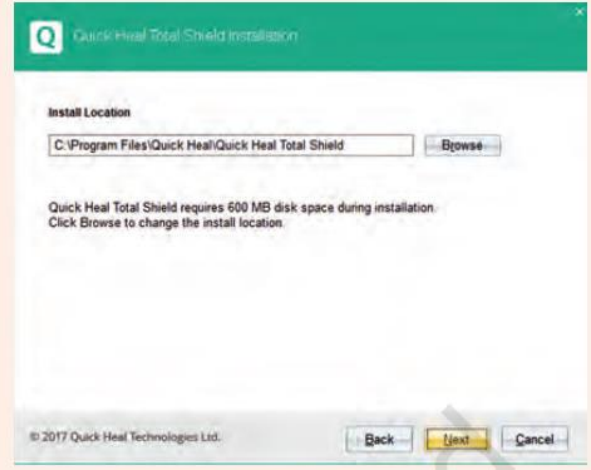 Q
Quick Heal Total Shield Installation
Install Location
C:\Program Files\Quick Heal\Quick Heal Total Shield
Browse
Quick Heal Total Shield requires 600 MB disk space during installation.
Click Browse to change the install location.
© 2017 Quick Heal Technologies Ltd.
Back
Next
Cancel